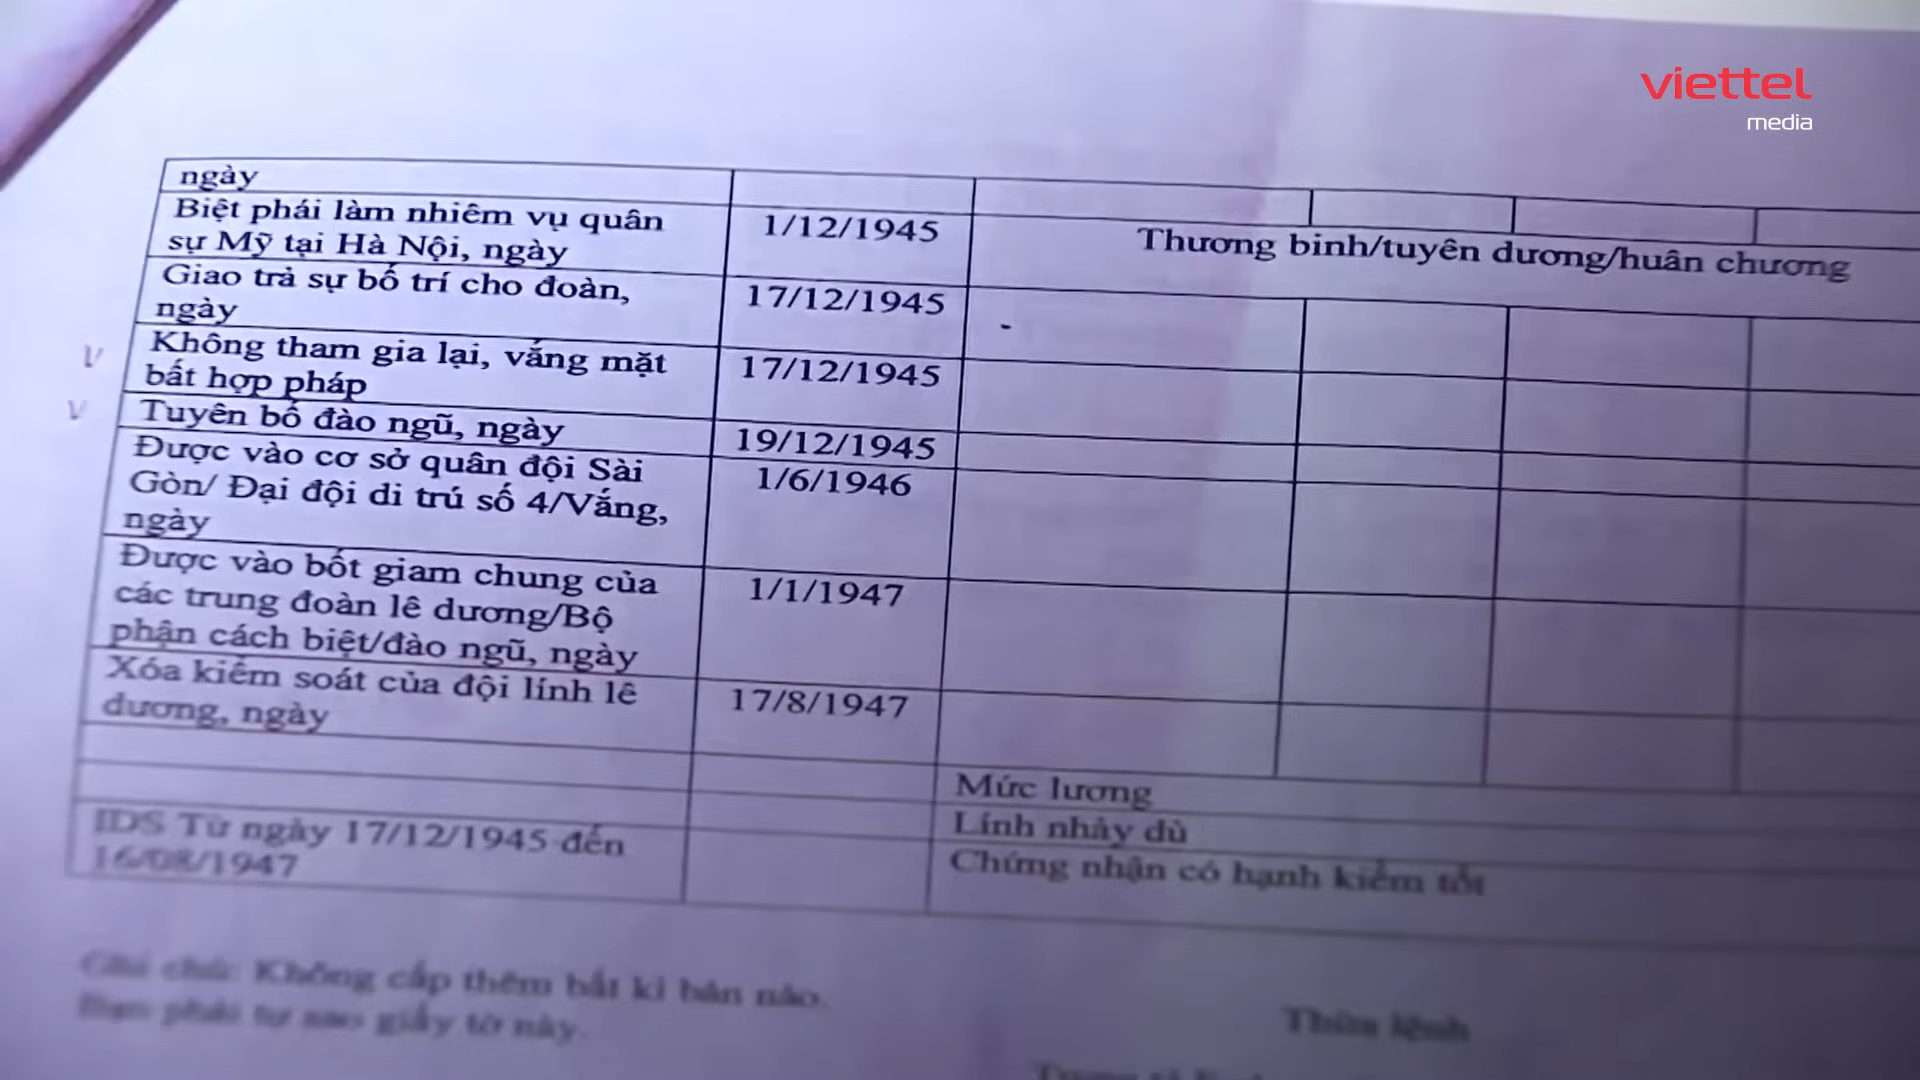 viettel
media
ngày
Biệt phái làm nhiêm vụ quân
sự Mỹ tại Hà Nội, ngày
1/12/1945
Thương binh/tuyên dương/huân chương
Giao trả sự bố trí cho đoàn,
ngày
17/12/1945
-
V
Không tham gia lại, vắng mặt
bất hợp pháp
17/12/1945
V
Tuyên bố đào ngũ, ngày
19/12/1945
Được vào cơ sở quân đội Sài
Gòn/ Đại đội di trú số 4/Vắng,
ngày
1/6/1946
Được vào bốt giam chung của
các trung đoàn lê dương/Bộ
phận cách biệt/đào ngũ, ngày
1/1/1947
Xóa kiểm soát của đội lính lê
dương, ngày
17/8/1947
Mức lương
Lính nhảy dù
IDS Từ ngày 17/12/1945 đến
16/08/1947
Chứng nhận có hạnh kiểm tốt
Ghi chú: Không cấp thêm bất kì bản nào.
Bạn phải tự sao giấy tờ này.
Thừa lệnh